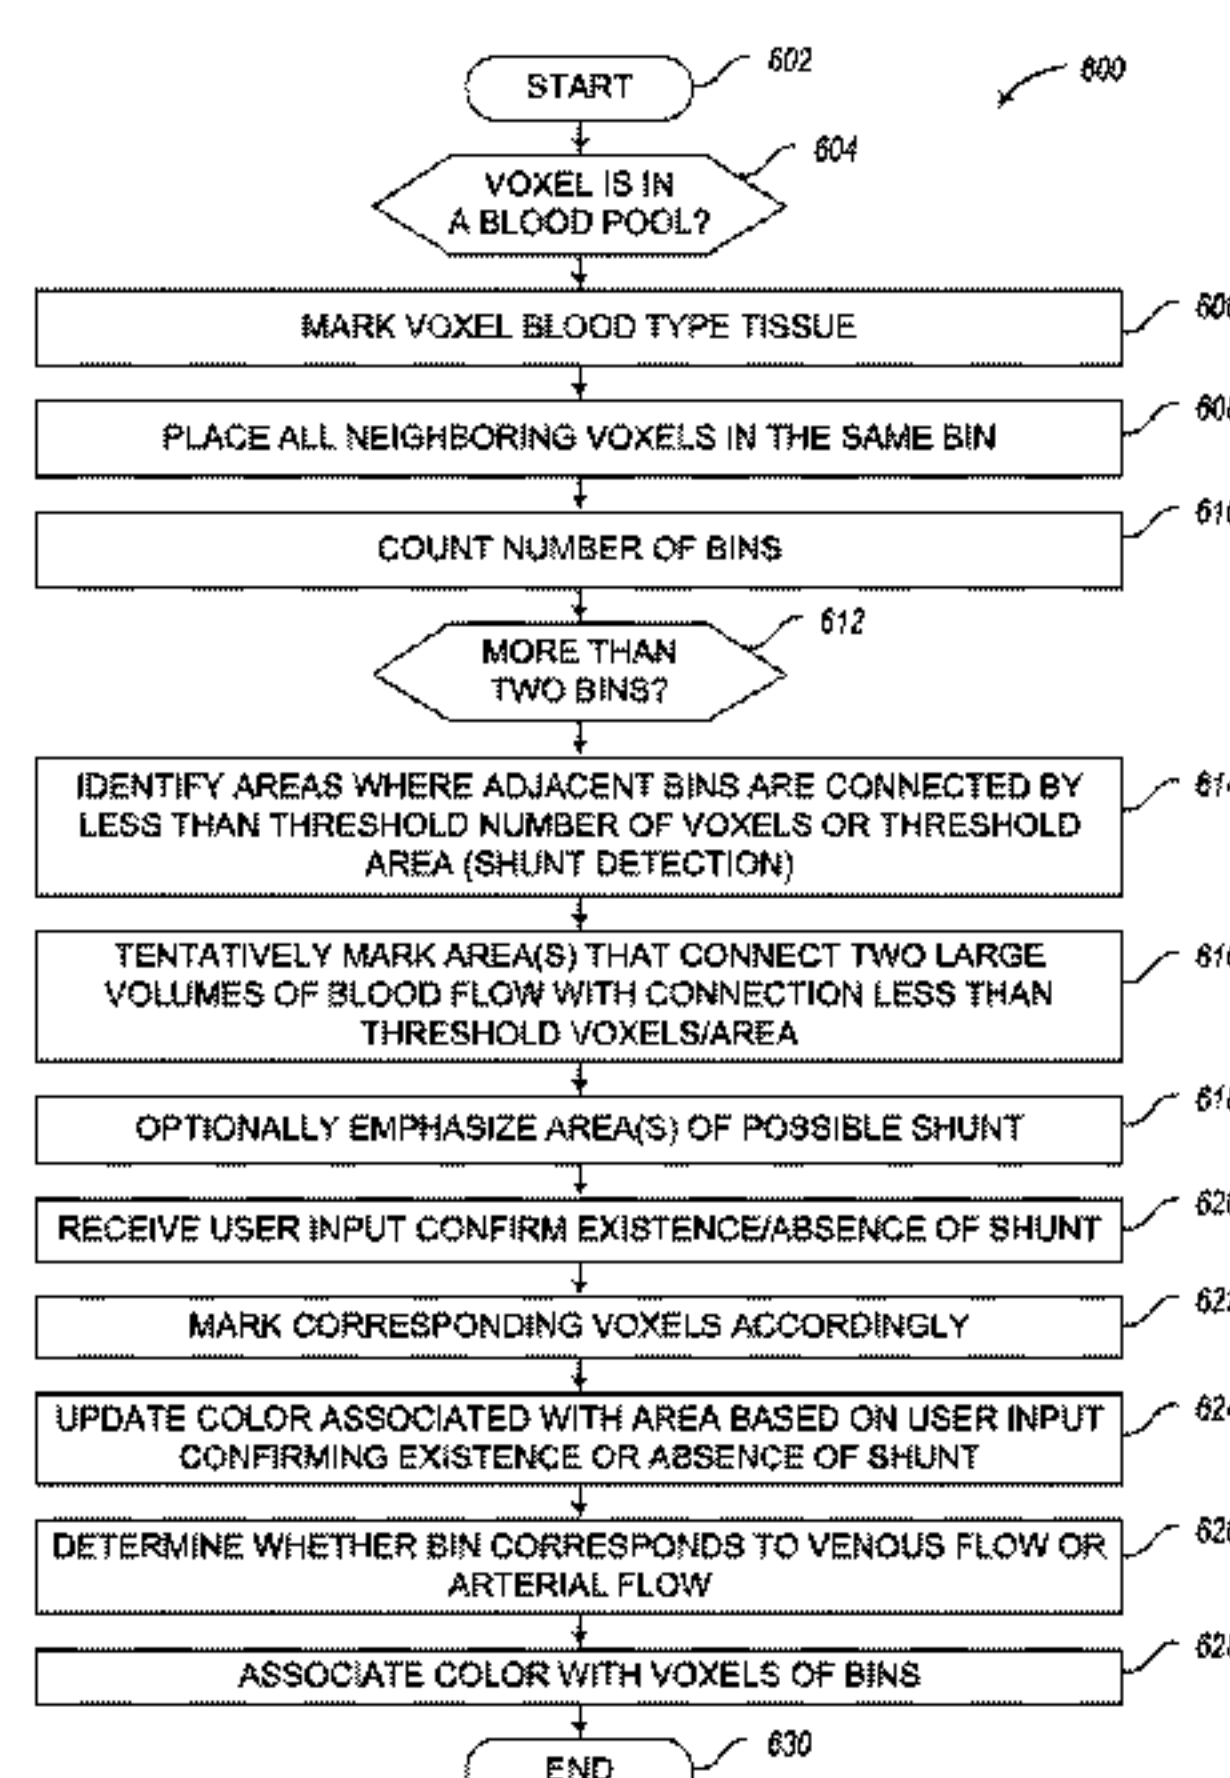 602
600
START
604
VOXEL IS IN
A BLOOD POOL?
MARK VOXEL BLOOD TYPE TISSUE
PLACE ALL NEIGHBORING VOXELS IN THE SAME BIN
COUNT NUMBER OF BINS
612
MORE THAN
TWO BINS?
IDENTIFY AREAS WHERE ADJACENT BINS ARE CONNECTED BY
LESS THAN THRESHOLD NUMBER OF VOXELS OR THRESHOLD
AREA (SHUNT DETECTION)
TENTATIVELY MARK AREA(S) THAT CONNECT TWO LARGE
VOLUMES OF BLOOD FLOW WITH CONNECTION LESS THAN
THRESHOLD VOXELS/AREA
OPTIONALLY EMPHASIZE AREA(S) OF POSSIBLE SHUNT
RECEIVE USER INPUT CONFIRM EXISTENCE/ABSENCE OF SHUNT
MARK CORRESPONDING VOXELS ACCORDINGLY
UPDATE COLOR ASSOCIATED WITH AREA BASED ON USER INPUT
CONFIRMING EXISTENCE OR ABSENCE OF SHUNT
DETERMINE WHETHER BIN CORRESPONDS TO VENOUS FLOW OR
ARTERIAL FLOW
ASSOCIATE COLOR WITH VOXELS OF BINS
630
END